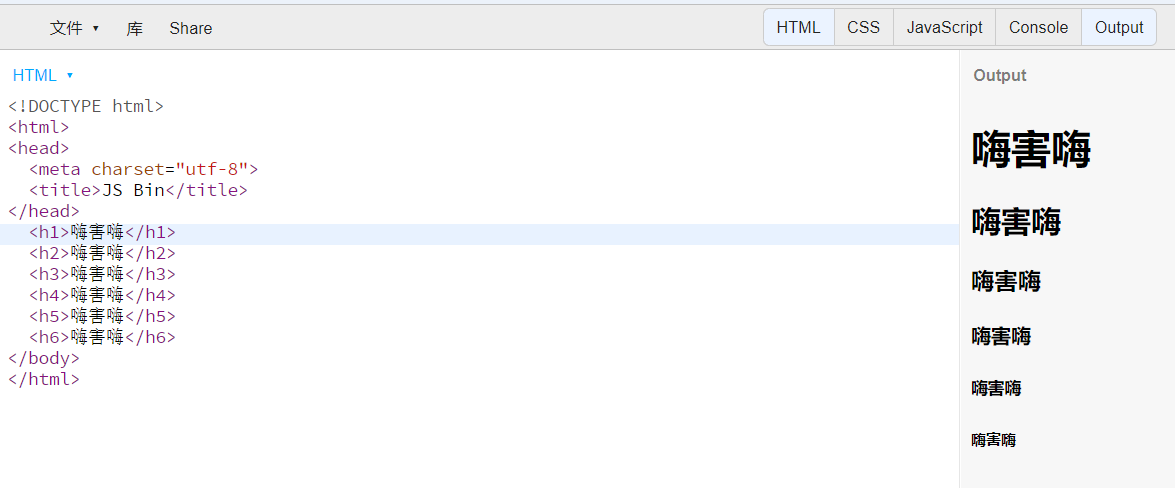 文件 ▾ 库 Share HTML CSS JavaScript Console Output
HTML ▾
<!DOCTYPE html>
<html>
<head>
  <meta charset="utf-8">
  <title>JS Bin</title>
</head>
  <h1>嗨害嗨</h1>
  <h2>嗨害嗨</h2>
  <h3>嗨害嗨</h3>
  <h4>嗨害嗨</h4>
  <h5>嗨害嗨</h5>
  <h6>嗨害嗨</h6>
</body>
</html>
Output
嗨害嗨
嗨害嗨
嗨害嗨
嗨害嗨
嗨害嗨
嗨害嗨